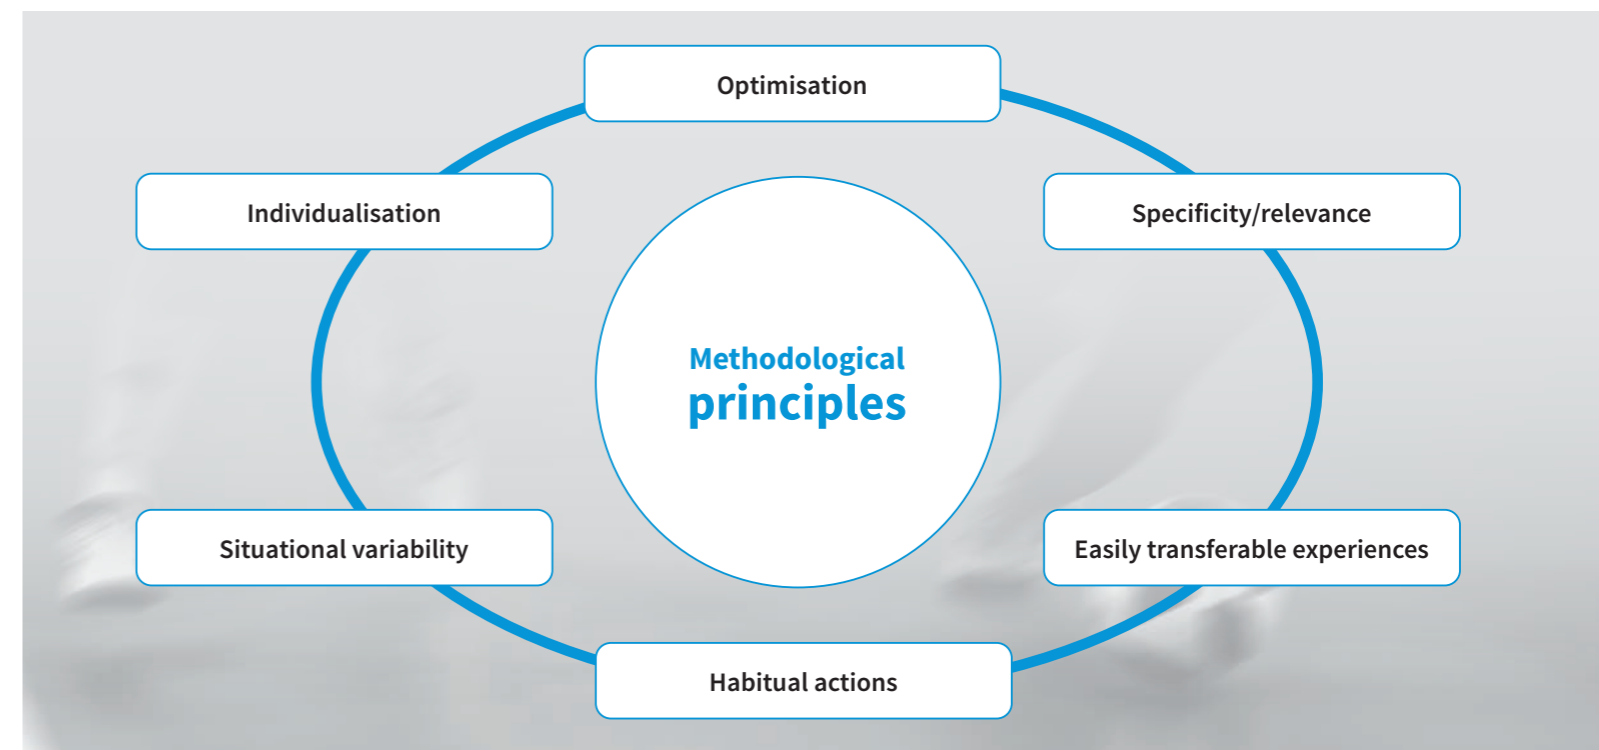 Optimisation
Individualisation
Specificity/relevance
Methodological
principles
Situational variability
Easily transferable experiences
Habitual actions